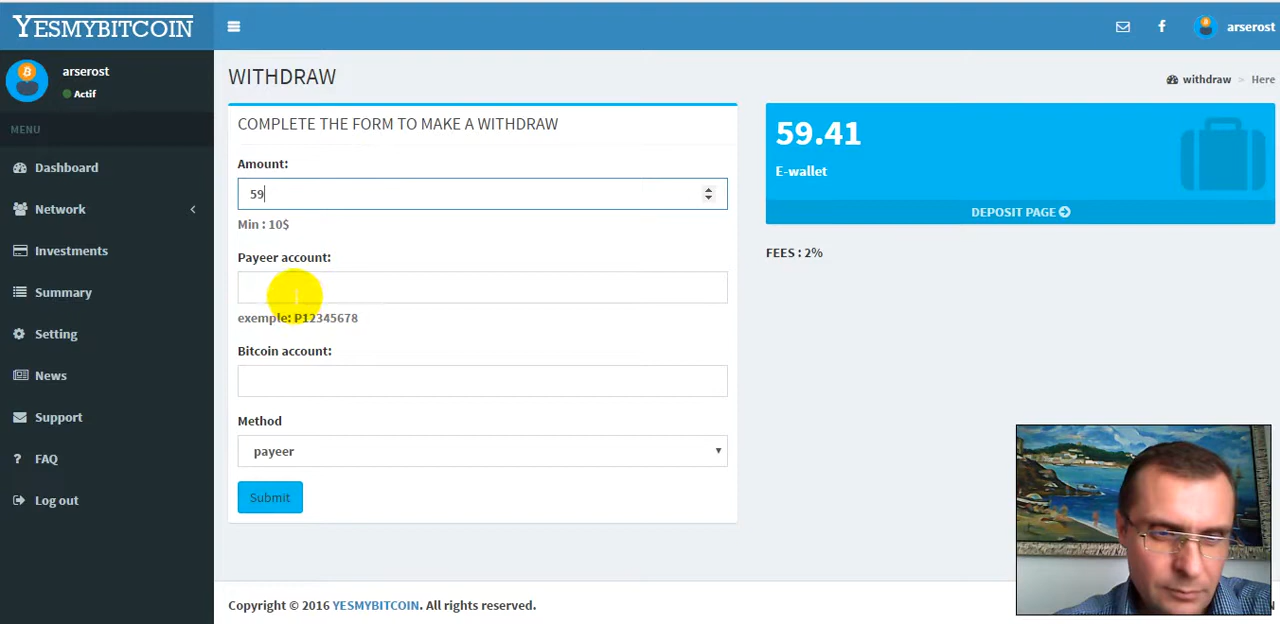 YESMYBITCOIN
arserost
arserost
Actif
MENU
Dashboard
Network
Investments
Summary
Setting
News
Support
FAQ
Log out
WITHDRAW
withdraw > Here
COMPLETE THE FORM TO MAKE A WITHDRAW
Amount:
59
Min : 10$
Payeer account:
exemple: P12345678
Bitcoin account:
Method
payeer
Submit
59.41
E-wallet
DEPOSIT PAGE
FEES : 2%
Copyright © 2016 YESMYBITCOIN. All rights reserved.